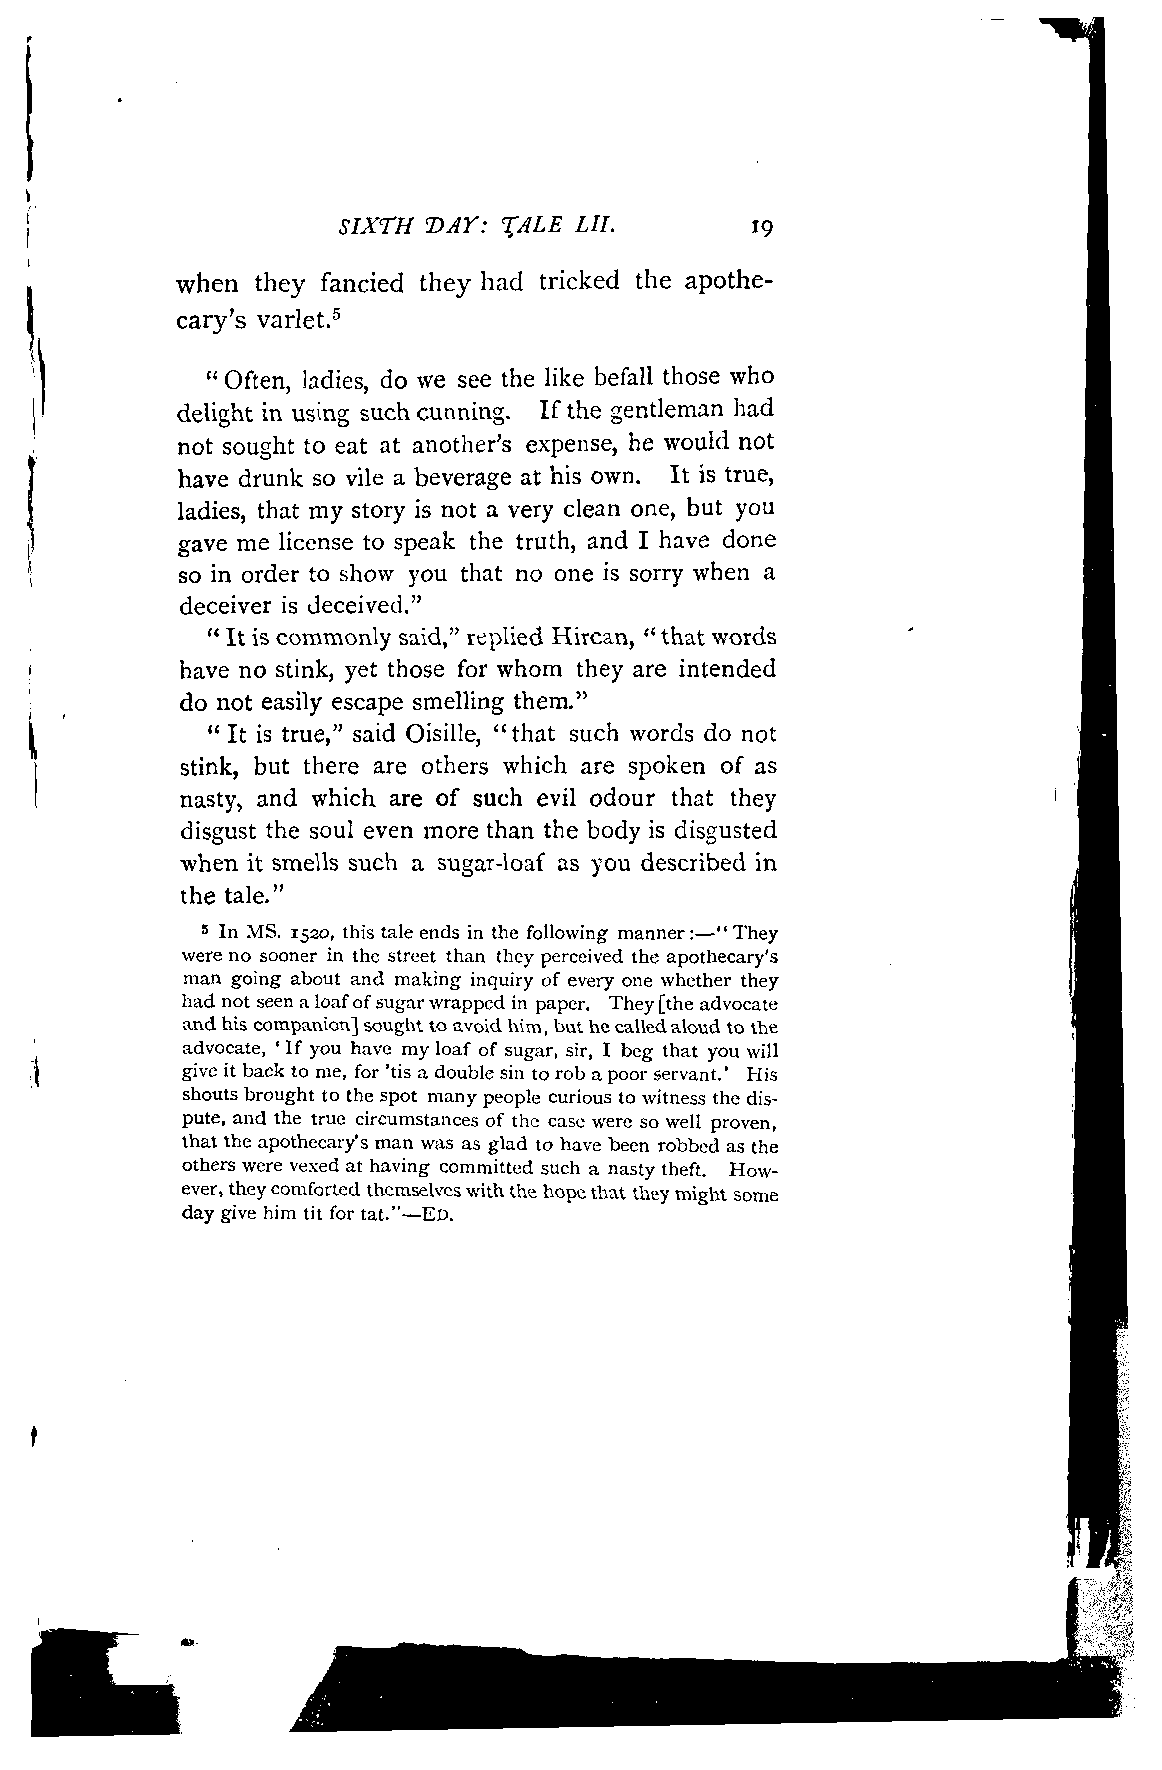 SIXTH DAY: TALE LII. 19
when they fancied they had tricked the apothe-
cary's varlet.⁵
“ Often, ladies, do we see the like befall those who
delight in using such cunning. If the gentleman had
not sought to eat at another's expense, he would not
have drunk so vile a beverage at his own. It is true,
ladies, that my story is not a very clean one, but you
gave me license to speak the truth, and I have done
so in order to show you that no one is sorry when a
deceiver is deceived.”
“ It is commonly said,” replied Hircan, “ that words
have no stink, yet those for whom they are intended
do not easily escape smelling them.”
“ It is true,” said Oisille, “ that such words do not
stink, but there are others which are spoken of as
nasty, and which are of such evil odour that they
disgust the soul even more than the body is disgusted
when it smells such a sugar-loaf as you described in
the tale.”
⁵ In MS. 1520, this tale ends in the following manner :—“ They
were no sooner in the street than they perceived the apothecary's
man going about and making inquiry of every one whether they
had not seen a loaf of sugar wrapped in paper. They [the advocate
and his companion] sought to avoid him, but he called aloud to the
advocate, ‘ If you have my loaf of sugar, sir, I beg that you will
give it back to me, for 'tis a double sin to rob a poor servant.’ His
shouts brought to the spot many people curious to witness the dis-
pute, and the true circumstances of the case were so well proven,
that the apothecary's man was as glad to have been robbed as the
others were vexed at having committed such a nasty theft. How-
ever, they comforted themselves with the hope that they might some
day give him tit for tat.”—ED.